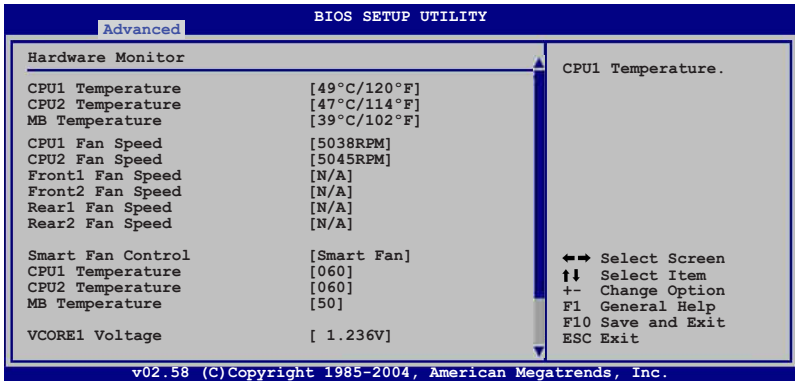 BIOS SETUP UTILITY
Advanced
Hardware Monitor
CPU1 Temperature [49°C/120°F]
CPU2 Temperature [47°C/114°F]
MB Temperature [39°C/102°F]
CPU1 Fan Speed [5038RPM]
CPU2 Fan Speed [5045RPM]
Front1 Fan Speed [N/A]
Front2 Fan Speed [N/A]
Rear1 Fan Speed [N/A]
Rear2 Fan Speed [N/A]
Smart Fan Control [Smart Fan]
CPU1 Temperature [060]
CPU2 Temperature [060]
MB Temperature [50]
VCORE1 Voltage [ 1.236V]
CPU1 Temperature.
←→ Select Screen
↑↓ Select Item
+- Change Option
F1 General Help
F10 Save and Exit
ESC Exit
v02.58 (C)Copyright 1985-2004, American Megatrends, Inc.